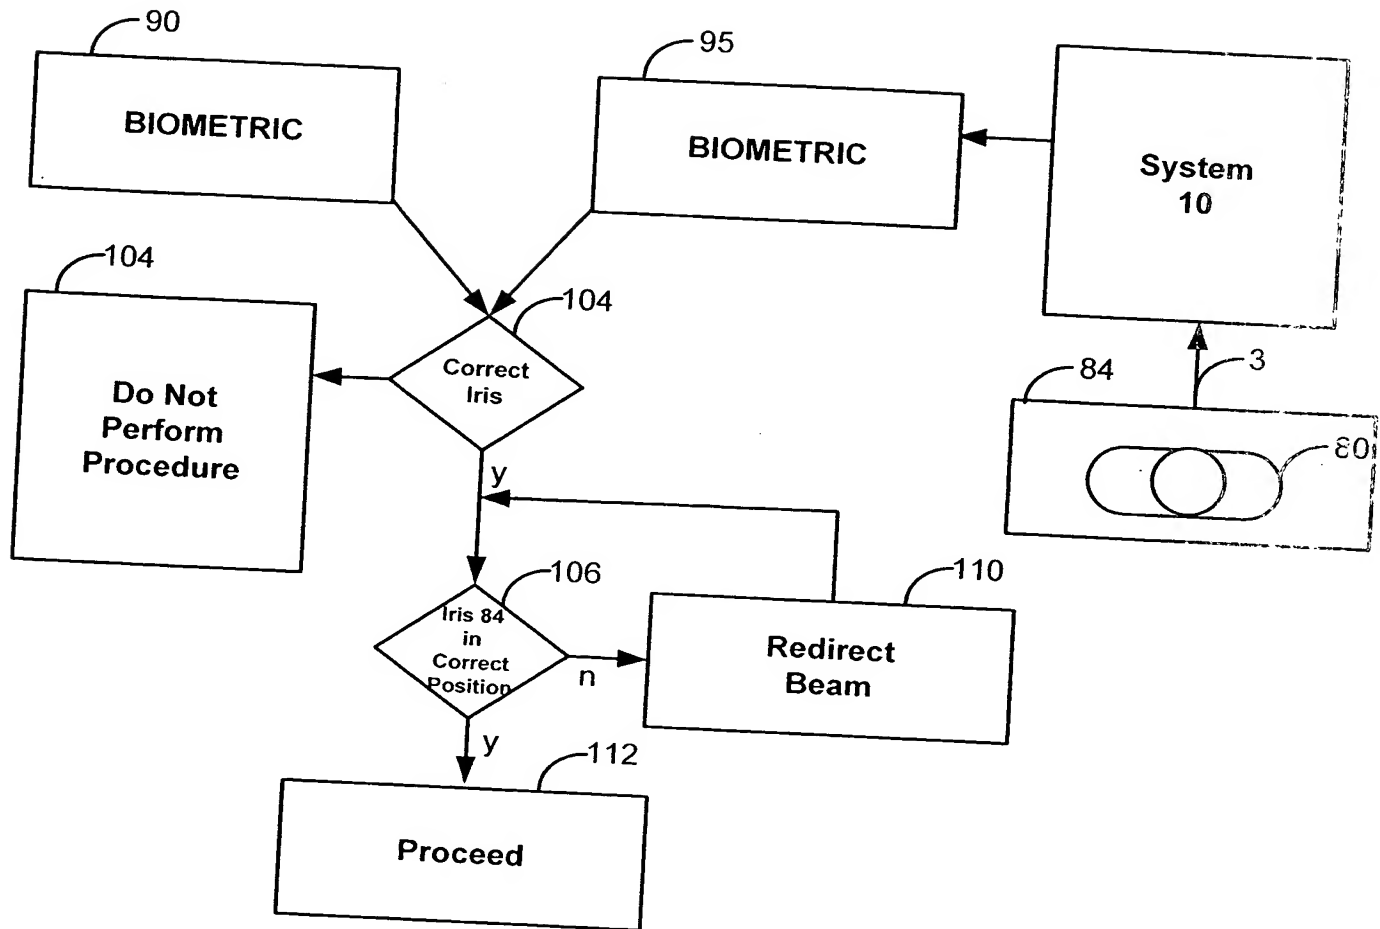 90
BIOMETRIC
95
BIOMETRIC
System
10
104
Do Not
Perform
Procedure
104
Correct
Iris
y
84
3
80
106
Iris 84
in
Correct
Position
n
110
Redirect
Beam
y
112
Proceed